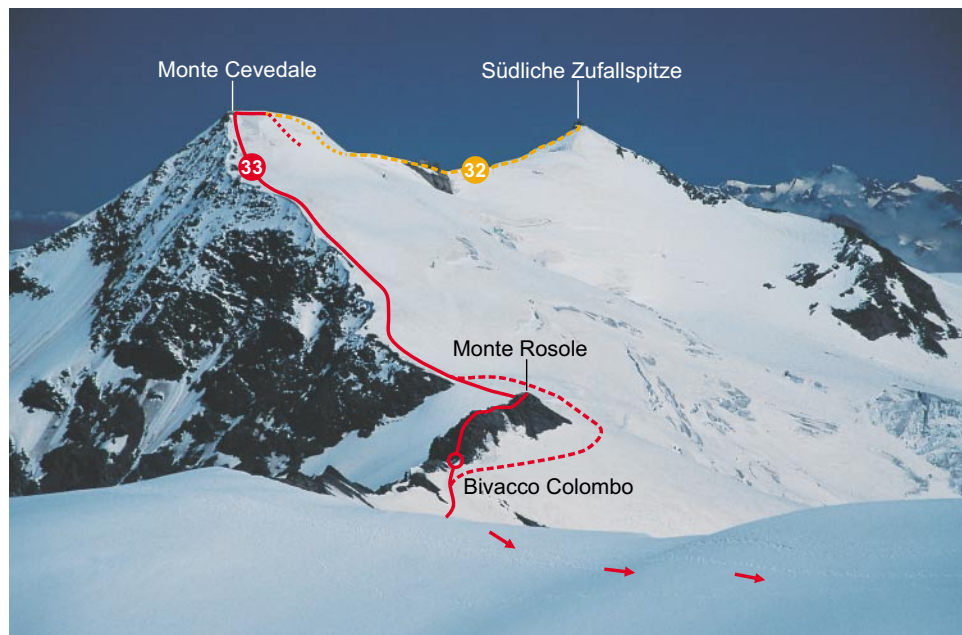 Monte Cevedale
Südliche Zufallspitze
33
32
Monte Rosole
Bivacco Colombo